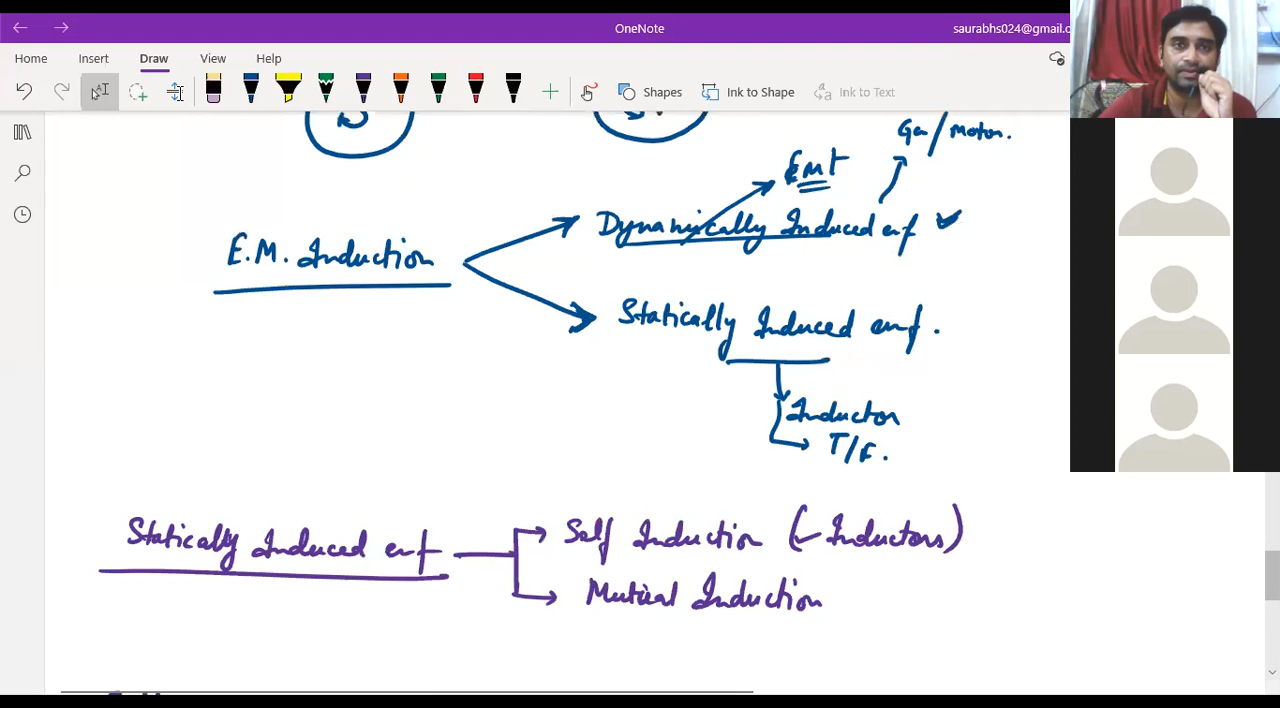 OneNote
saurabhs024@gmail.c
Home Insert Draw View Help
Shapes Ink to Shape Ink to Text
Gen/Motor.
EMF
Dynamically Induced emf
E.M. Induction
Statically Induced emf.
Inductor
T/F.
Statically Induced emf
Self Induction (Inductors)
Mutual Induction